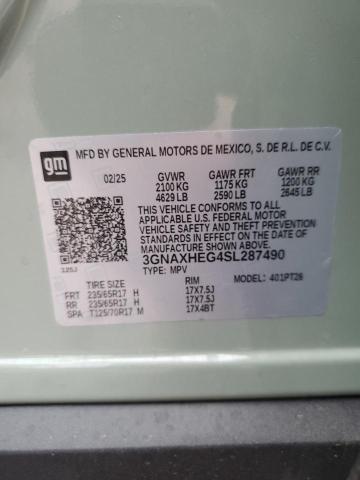 gm
MFD BY GENERAL MOTORS DE MEXICO, S. DE R.L. DE C.V.
02/25 GVWR GAWR FRT GAWR RR
2100 KG 1175 KG 1200 KG
4629 LB 2590 LB 2645 LB
THIS VEHICLE CONFORMS TO ALL
APPLICABLE U.S. FEDERAL MOTOR
VEHICLE SAFETY AND THEFT
PREVENTION STANDARDS IN EFFECT
ON THE DATE OF MANUFACTURE
SHOWN ABOVE.
3GNAXHEG4SL287490
125J TYPE: MPV
TIRE SIZE RIM MODEL: 401PT26
FRT 235/65R17 H 17X7.5J
RR 235/65R17 H 17X7.5J
SPA T125/70R17 M 17X4BT